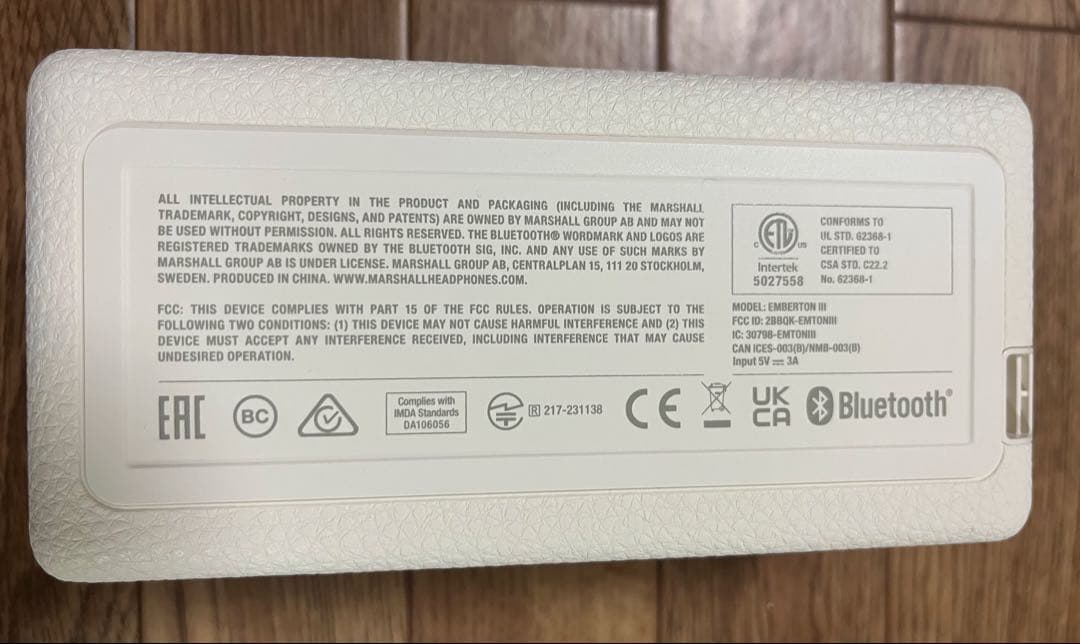 ALL INTELLECTUAL PROPERTY IN THE PRODUCT AND PACKAGING (INCLUDING THE MARSHALL
TRADEMARK, COPYRIGHT, DESIGNS, AND PATENTS) ARE OWNED BY MARSHALL GROUP AB AND MAY NOT
BE USED WITHOUT PERMISSION. ALL RIGHTS RESERVED. THE BLUETOOTH® WORDMARK AND LOGOS ARE
REGISTERED TRADEMARKS OWNED BY THE BLUETOOTH SIG, INC. AND ANY USE OF SUCH MARKS BY
MARSHALL GROUP AB IS UNDER LICENSE. MARSHALL GROUP AB, CENTRALPLAN 15, 111 20 STOCKHOLM,
SWEDEN. PRODUCED IN CHINA. WWW.MARSHALLHEADPHONES.COM.
FCC: THIS DEVICE COMPLIES WITH PART 15 OF THE FCC RULES. OPERATION IS SUBJECT TO THE
FOLLOWING TWO CONDITIONS: (1) THIS DEVICE MAY NOT CAUSE HARMFUL INTERFERENCE AND (2) THIS
DEVICE MUST ACCEPT ANY INTERFERENCE RECEIVED, INCLUDING INTERFERENCE THAT MAY CAUSE
UNDESIRED OPERATION.
C ETL US
Intertek
5027558
CONFORMS TO
UL STD. 62368-1
CERTIFIED TO
CSA STD. C22.2
No. 62368-1
MODEL: EMBERTON III
FCC ID: 2BBQK-EMTONIII
IC: 30798-EMTONIII
CAN ICES-003(B)/NMB-003(B)
Input 5V ⎓ 3A
EAC
BC
Complies with
IMDA Standards
DA106056
R 217-231138
CE
UK
CA
Bluetooth®